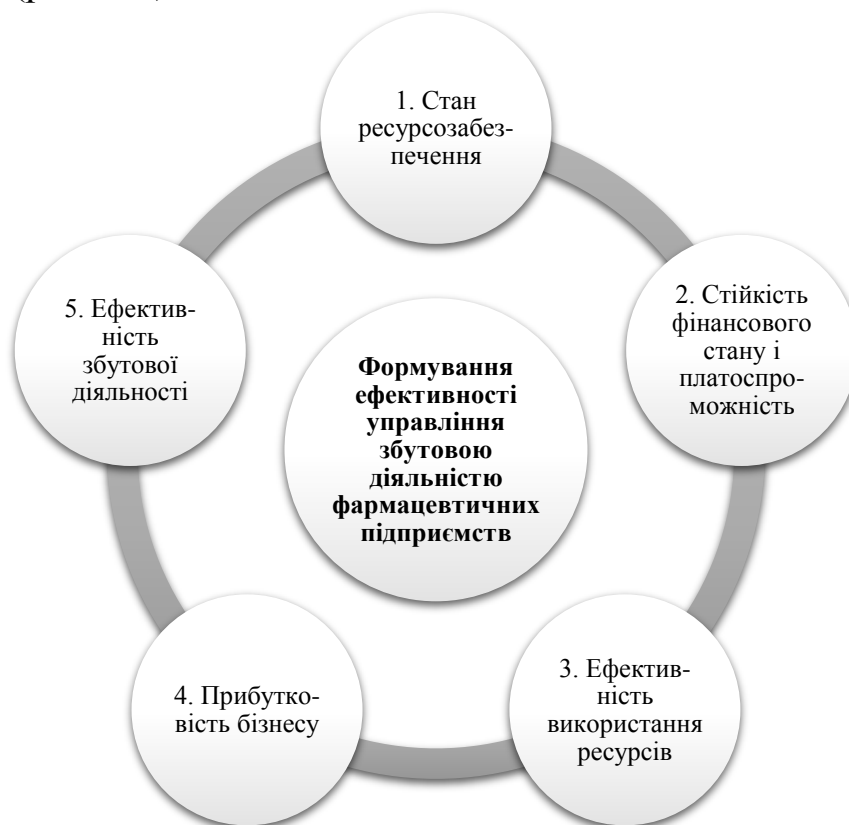 1. Стан
ресурсозабез-
печення
2. Стійкість
фінансового
стану і
платоспро-
можність
3. Ефектив-
ність
використання
ресурсів
4. Прибутко-
вість бізнесу
5. Ефектив-
ність
збутової
діяльності
Формування
ефективності
управління
збутовою
діяльністю
фармацевтичних
підприємств